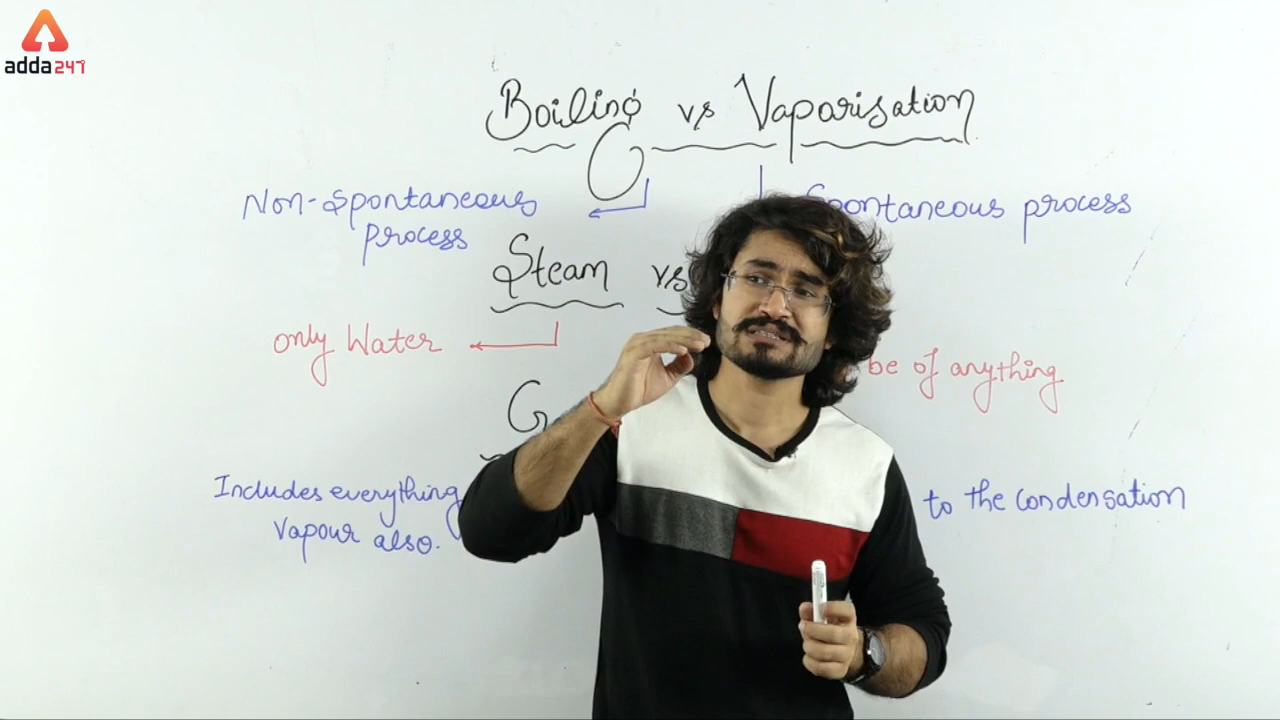 adda247
Boiling vs Vaporisation
Non-spontaneous
process
Spontaneous process
Steam vs
only Water
be of anything
G
Includes everything
Vapour also.
to the condensation